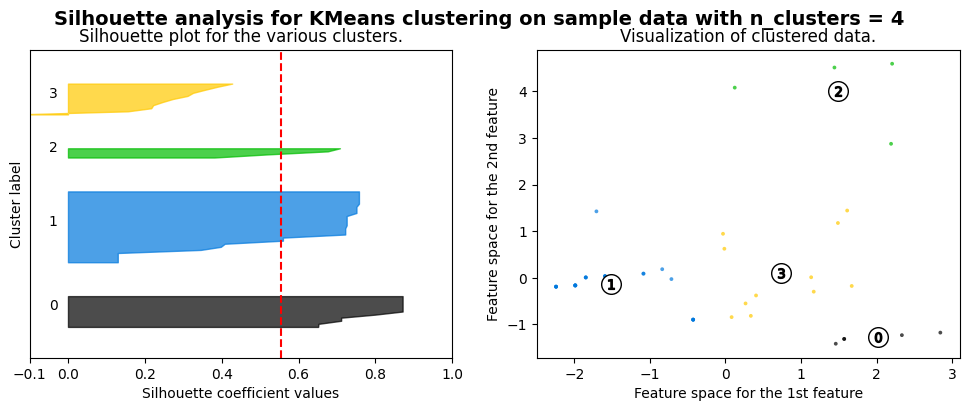 Silhouette analysis for KMeans clustering on sample data with n_clusters = 4
Silhouette plot for the various clusters.
Cluster label
3
2
1
0
−0.1 0.0 0.2 0.4 0.6 0.8 1.0
Silhouette coefficient values
Visualization of clustered data.
Feature space for the 2nd feature
4
3
2
1
0
−1
2
3
1
0
−2 −1 0 1 2 3
Feature space for the 1st feature